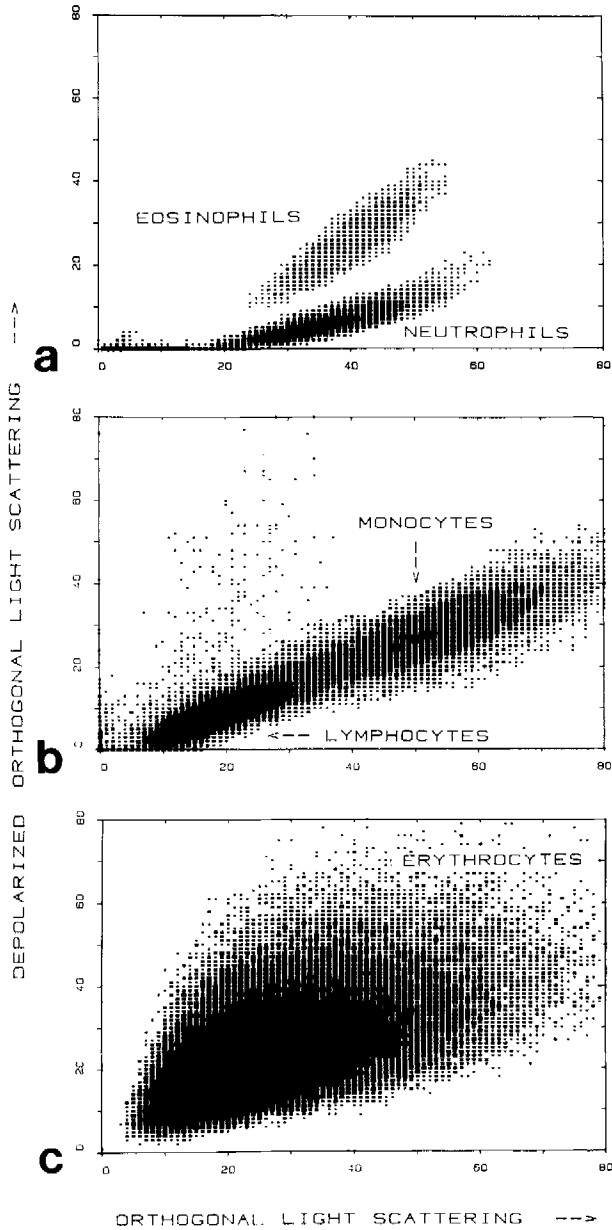 80
60
40
20
0
EOSINOPHILS
NEUTROPHILS
a
0 20 40 60 80
DEPOLARIZED ORTHOGONAL LIGHT SCATTERING -->
80
60
40
20
0
MONOCYTES
<-- LYMPHOCYTES
b
0 20 40 60 80
80
60
40
20
0
ERYTHROCYTES
c
0 20 40 60 80
ORTHOGONAL LIGHT SCATTERING -->